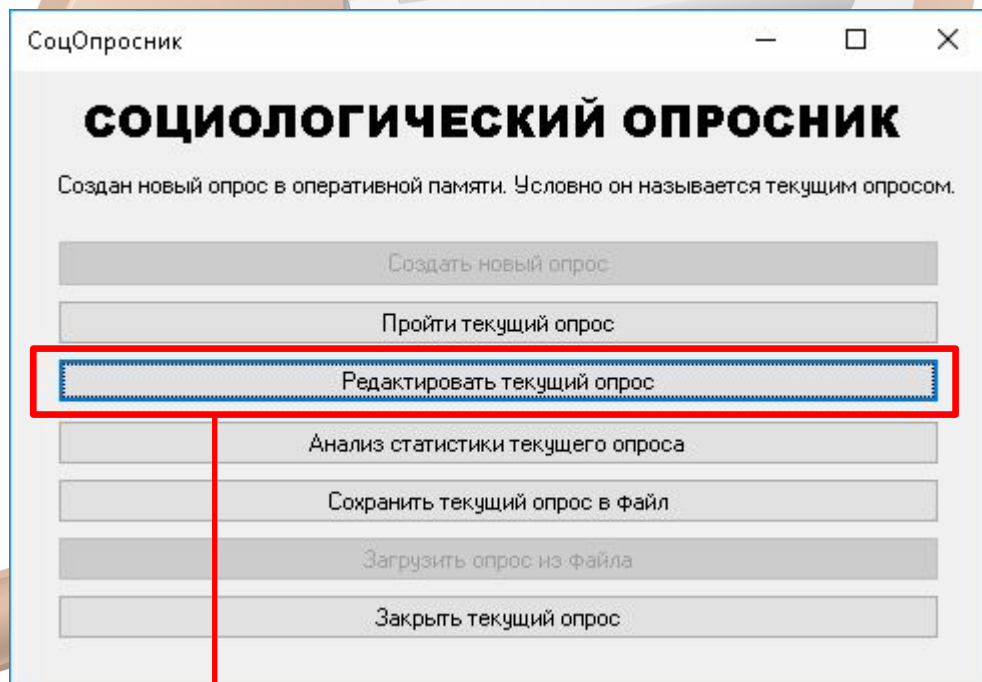 СоцОпросник
СОЦИОЛОГИЧЕСКИЙ ОПРОСНИК
Создан новый опрос в оперативной памяти. Условно он называется текущим опросом.
Создать новый опрос
Пройти текущий опрос
Редактировать текущий опрос
Анализ статистики текущего опроса
Сохранить текущий опрос в файл
Загрузить опрос из файла
Закрыть текущий опрос